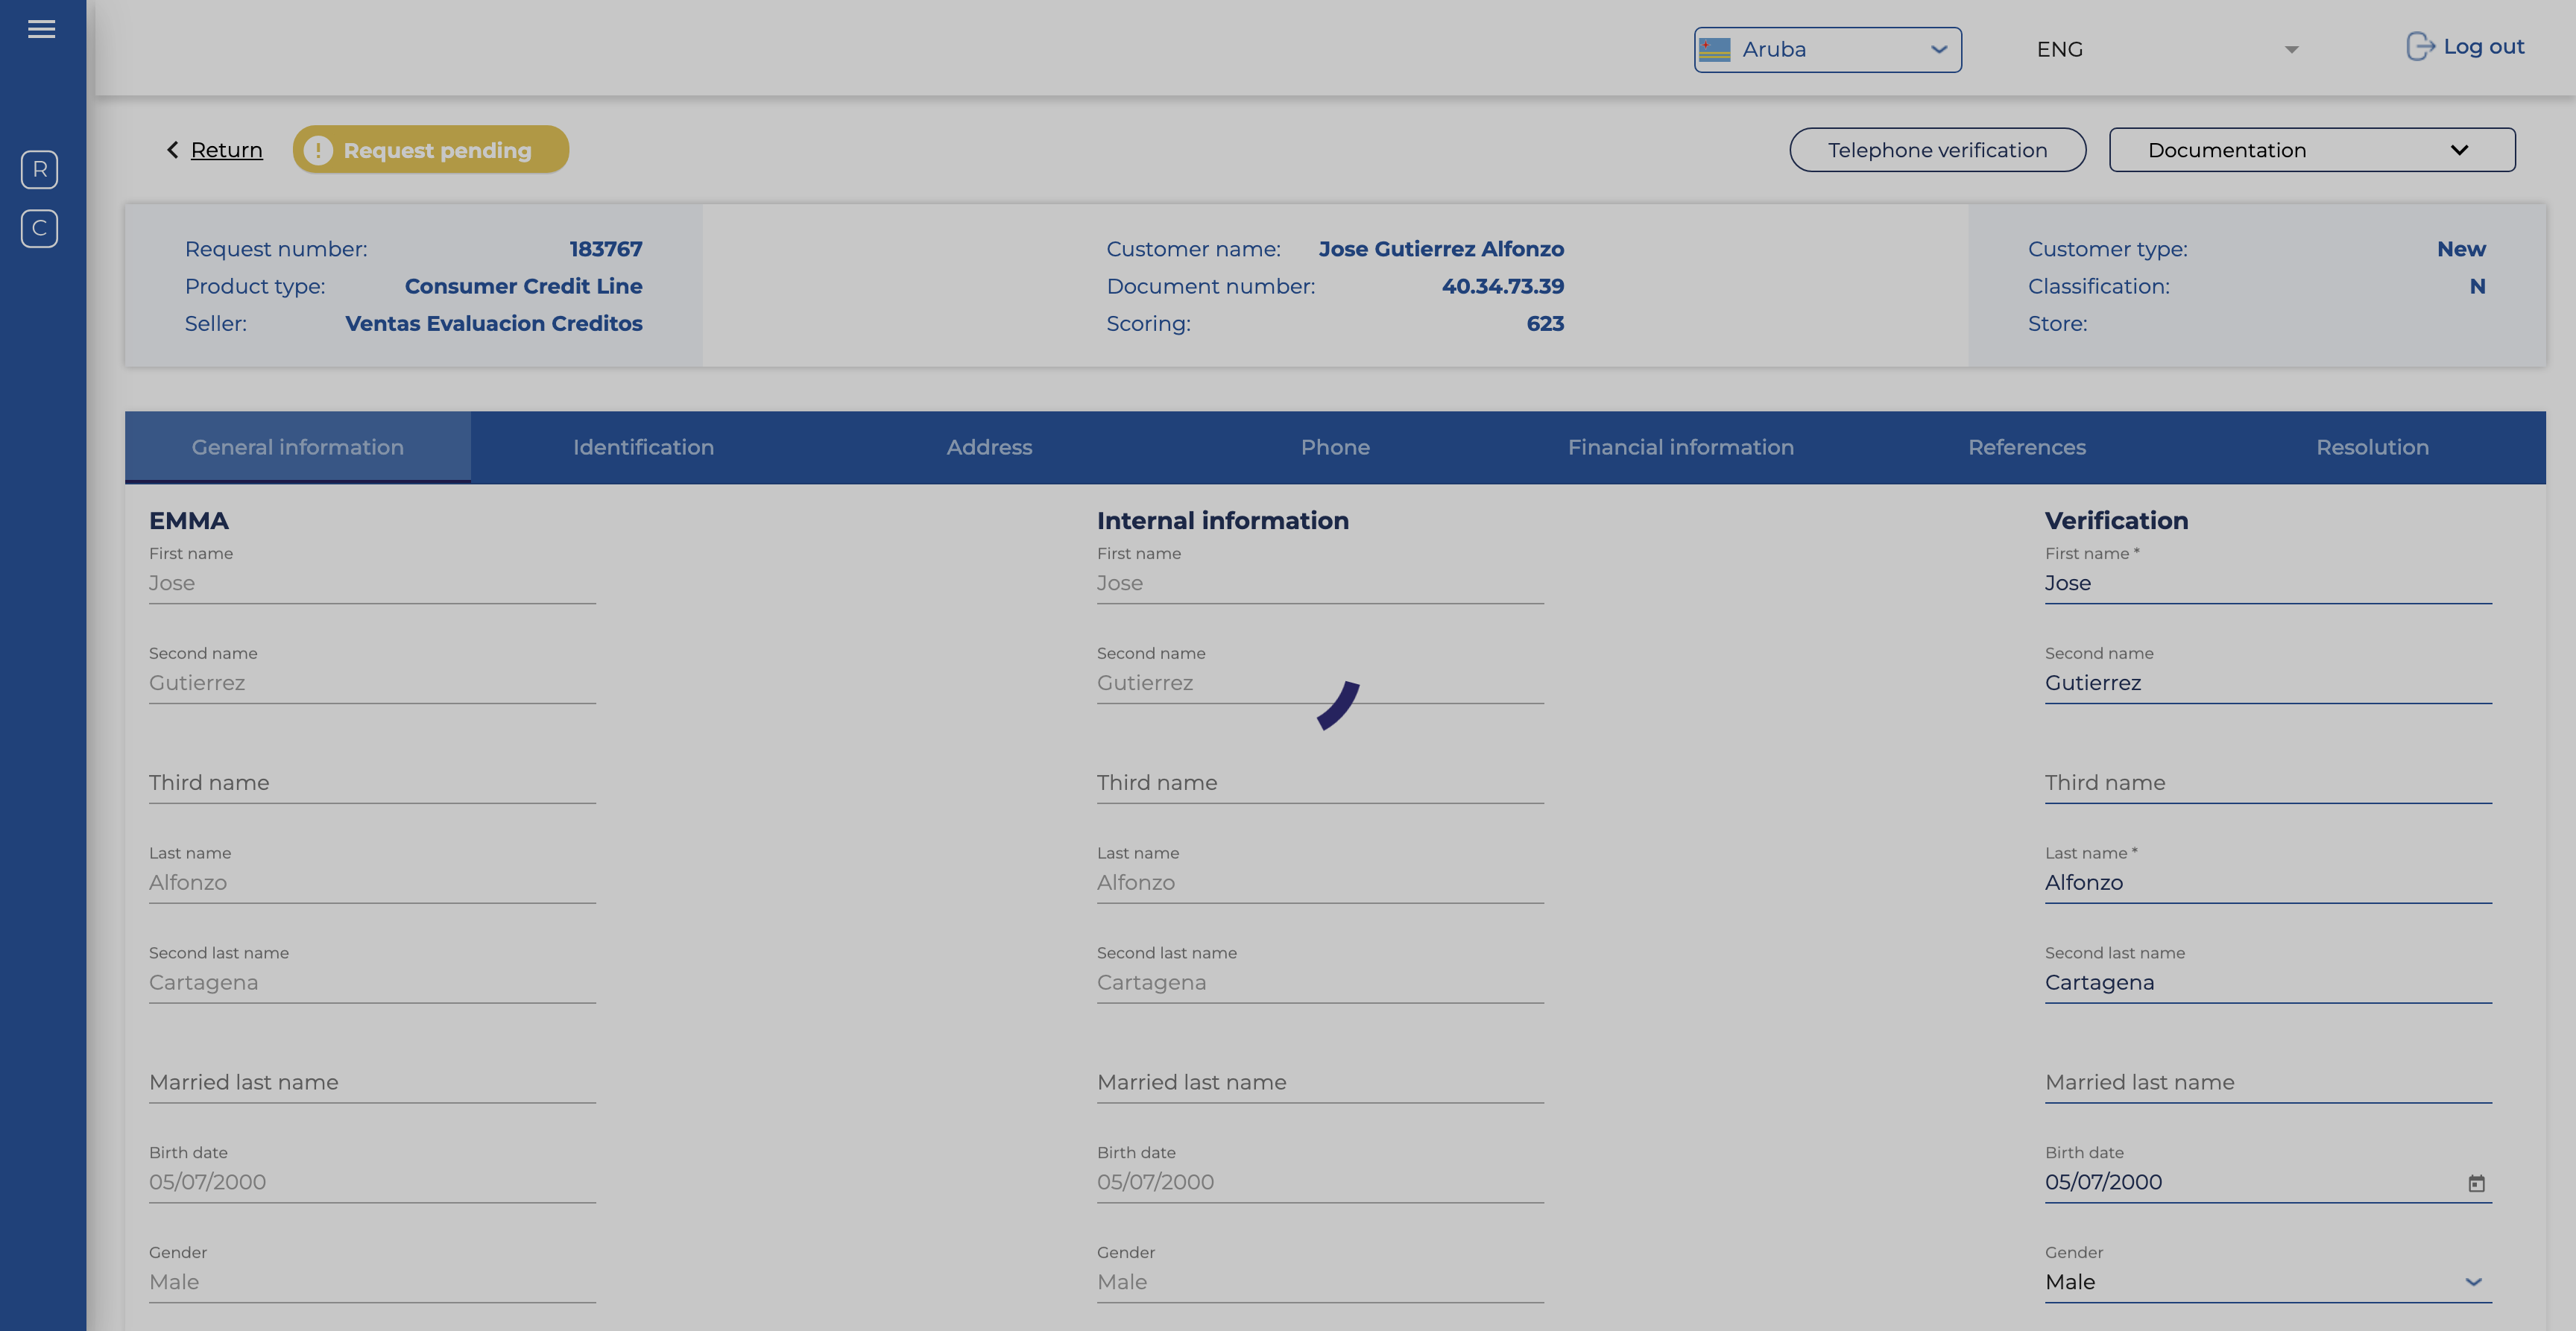 Aruba
ENG
Log out
R
C
Return
Request pending
Telephone verification
Documentation
Request number: 183767
Product type: Consumer Credit Line
Seller: Ventas Evaluacion Creditos
Customer name: Jose Gutierrez Alfonzo
Document number: 40.34.73.39
Scoring: 623
Customer type: New
Classification: N
Store:
General information
Identification
Address
Phone
Financial information
References
Resolution
EMMA
First name
Jose
Second name
Gutierrez
Third name
Last name
Alfonzo
Second last name
Cartagena
Married last name
Birth date
05/07/2000
Gender
Male
Internal information
First name
Jose
Second name
Gutierrez
Third name
Last name
Alfonzo
Second last name
Cartagena
Married last name
Birth date
05/07/2000
Gender
Male
Verification
First name *
Jose
Second name
Gutierrez
Third name
Last name *
Alfonzo
Second last name
Cartagena
Married last name
Birth date
05/07/2000
Gender
Male